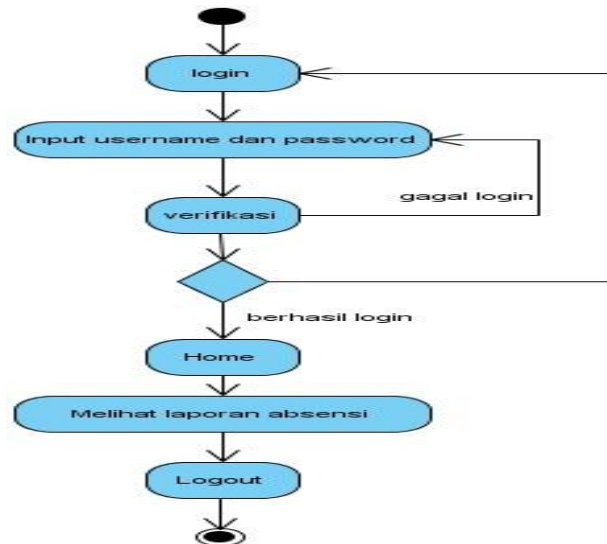 login
Input username dan password
gagal login
verifikasi
berhasil login
Home
Melihat laporan absensi
Logout